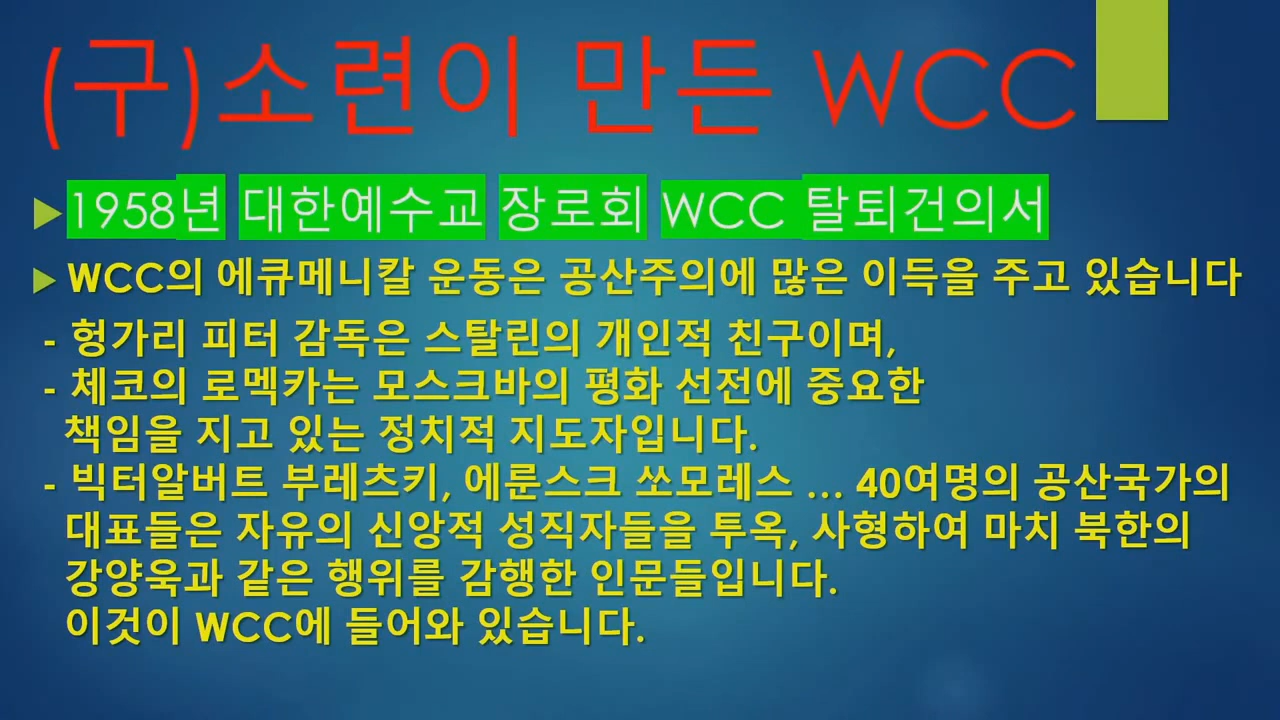 (구)소련이 만든 WCC
1958년 대한예수교 장로회 WCC 탈퇴건의서
WCC의 에큐메니칼 운동은 공산주의에 많은 이득을 주고 있습니다
- 헝가리 피터 감독은 스탈린의 개인적 친구이며,
- 체코의 로멕카는 모스크바의 평화 선전에 중요한
책임을 지고 있는 정치적 지도자입니다.
- 빅터알버트 부레츠키, 에룬스크 쏘모레스 ... 40여명의 공산국가의
대표들은 자유의 신앙적 성직자들을 투옥, 사형하여 마치 북한의
강양욱과 같은 행위를 감행한 인문들입니다.
이것이 WCC에 들어와 있습니다.